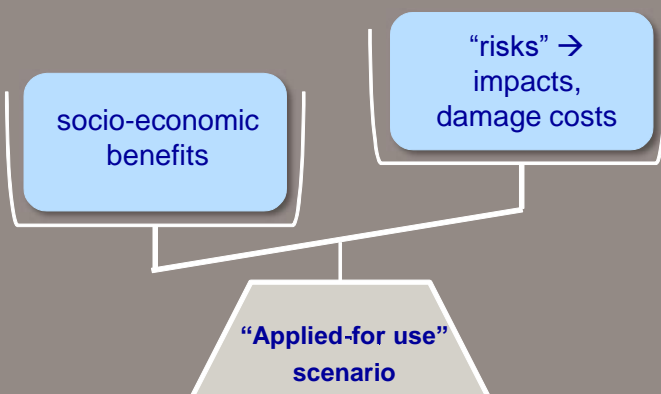 socio-economic
benefits
“risks” →
impacts,
damage costs
“Applied-for use”
scenario